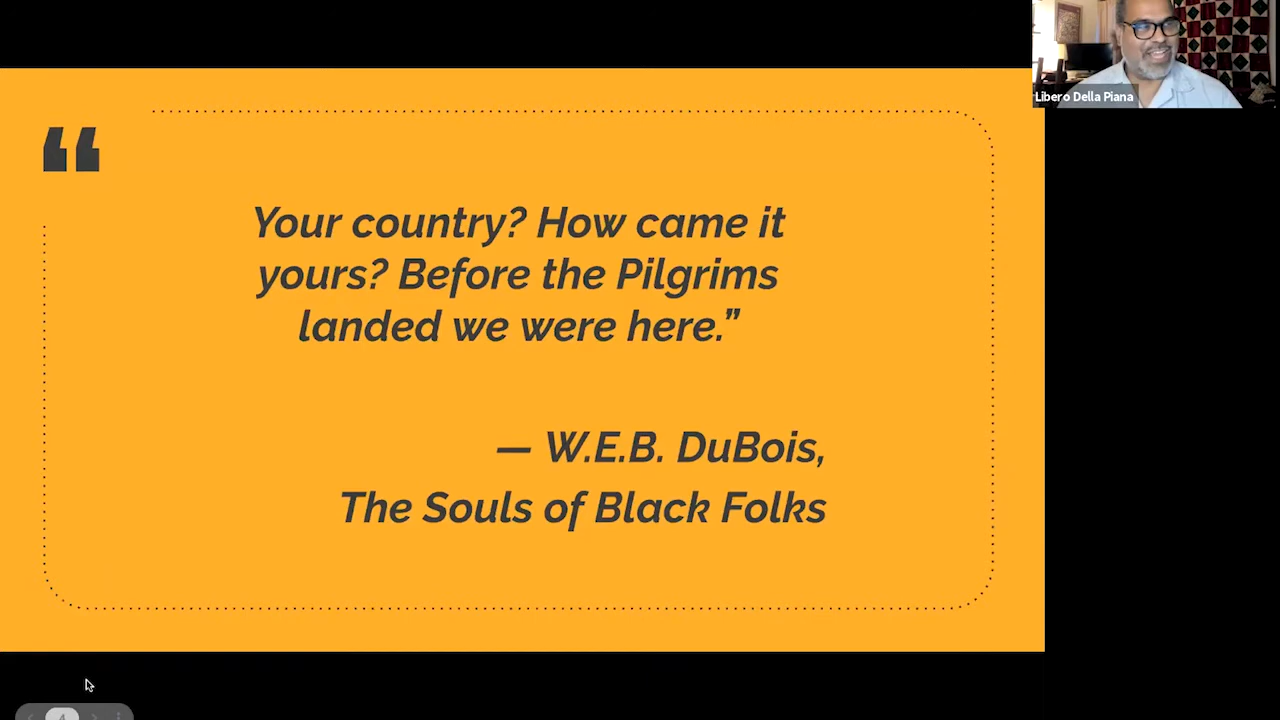 Libero Della Piana
“
Your country? How came it
yours? Before the Pilgrims
landed we were here.”
— W.E.B. DuBois,
The Souls of Black Folks
4